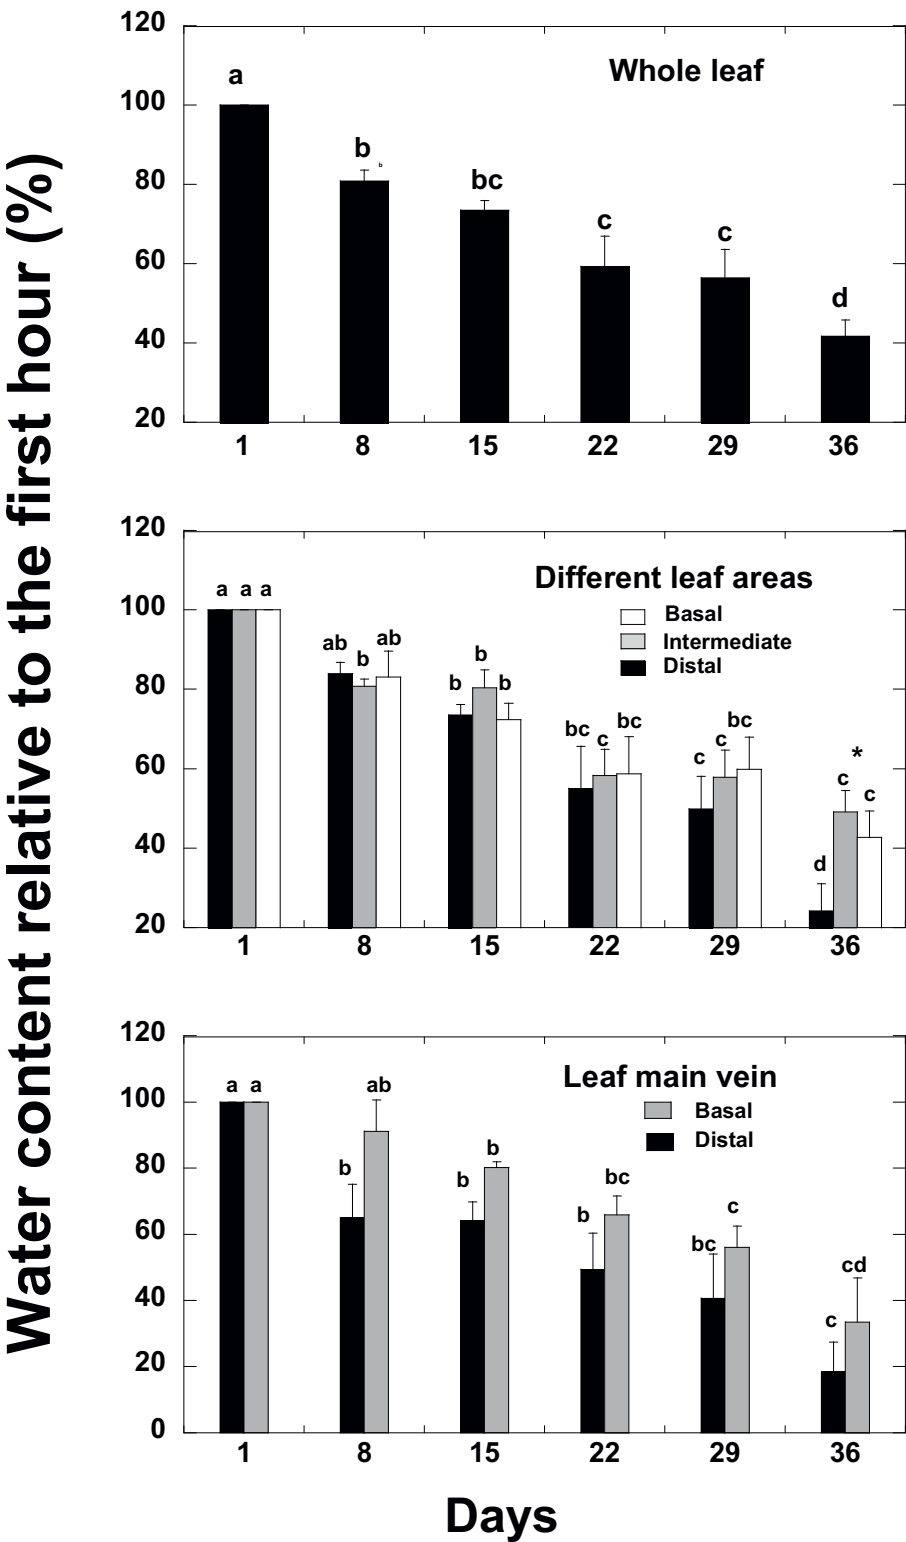 Water content relative to the first hour (%)
120
Whole leaf
a
100
b
b
80
bc
c
c
60
d
40
20
1 8 15 22 29 36
120
Different leaf areas
a a a
100
Basal
Intermediate
Distal
ab b ab
80
b b b
bc c bc
c c bc
60
*
c c
40
d
20
1 8 15 22 29 36
120
Leaf main vein
a a
100
Basal
Distal
b ab
80
b b
b bc
60
bc c
40
c cd
20
0
1 8 15 22 29 36
Days